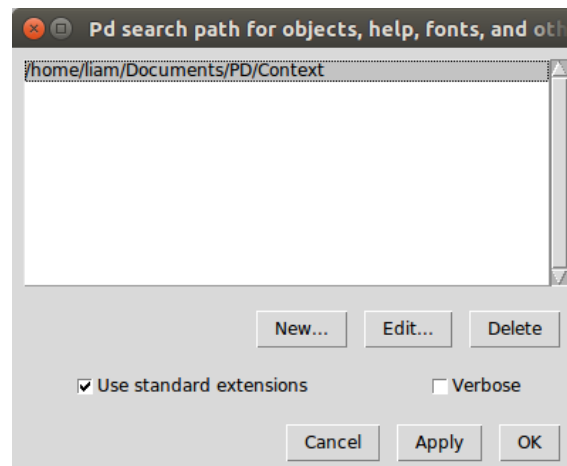 Pd search path for objects, help, fonts, and oth
/home/liam/Documents/PD/Context
New... Edit... Delete
Use standard extensions Verbose
Cancel Apply OK